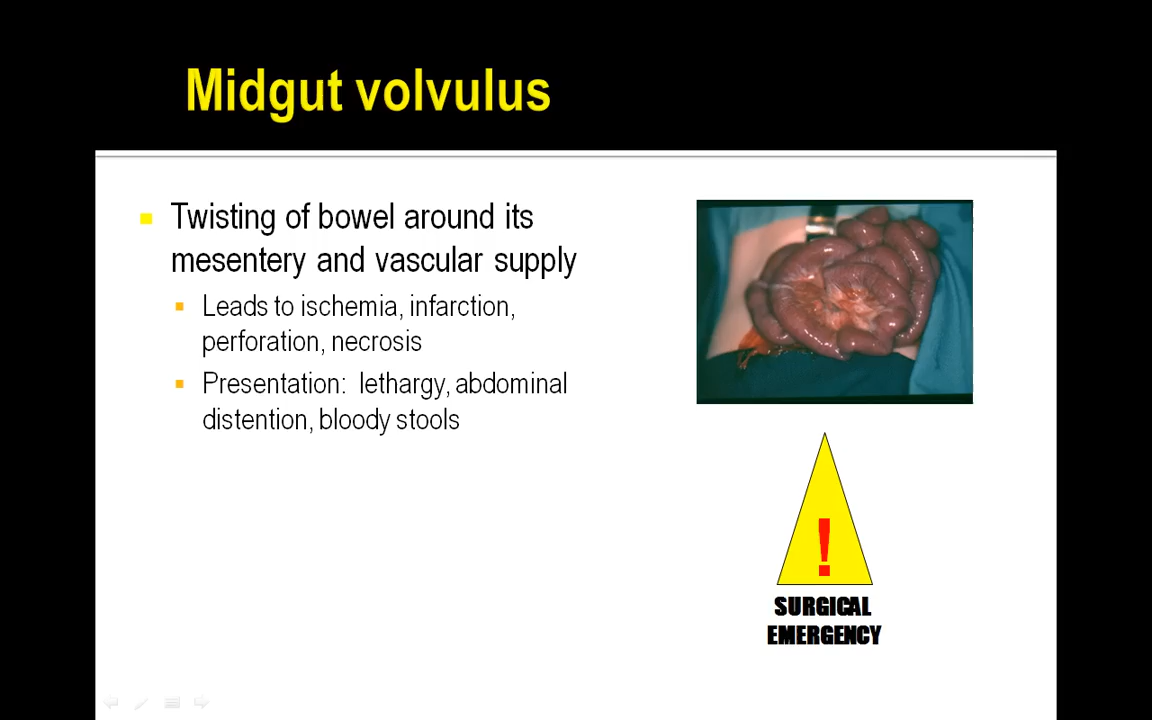 Midgut volvulus
Twisting of bowel around its
mesentery and vascular supply
Leads to ischemia, infarction,
perforation, necrosis
Presentation: lethargy, abdominal
distention, bloody stools
!
SURGICAL
EMERGENCY